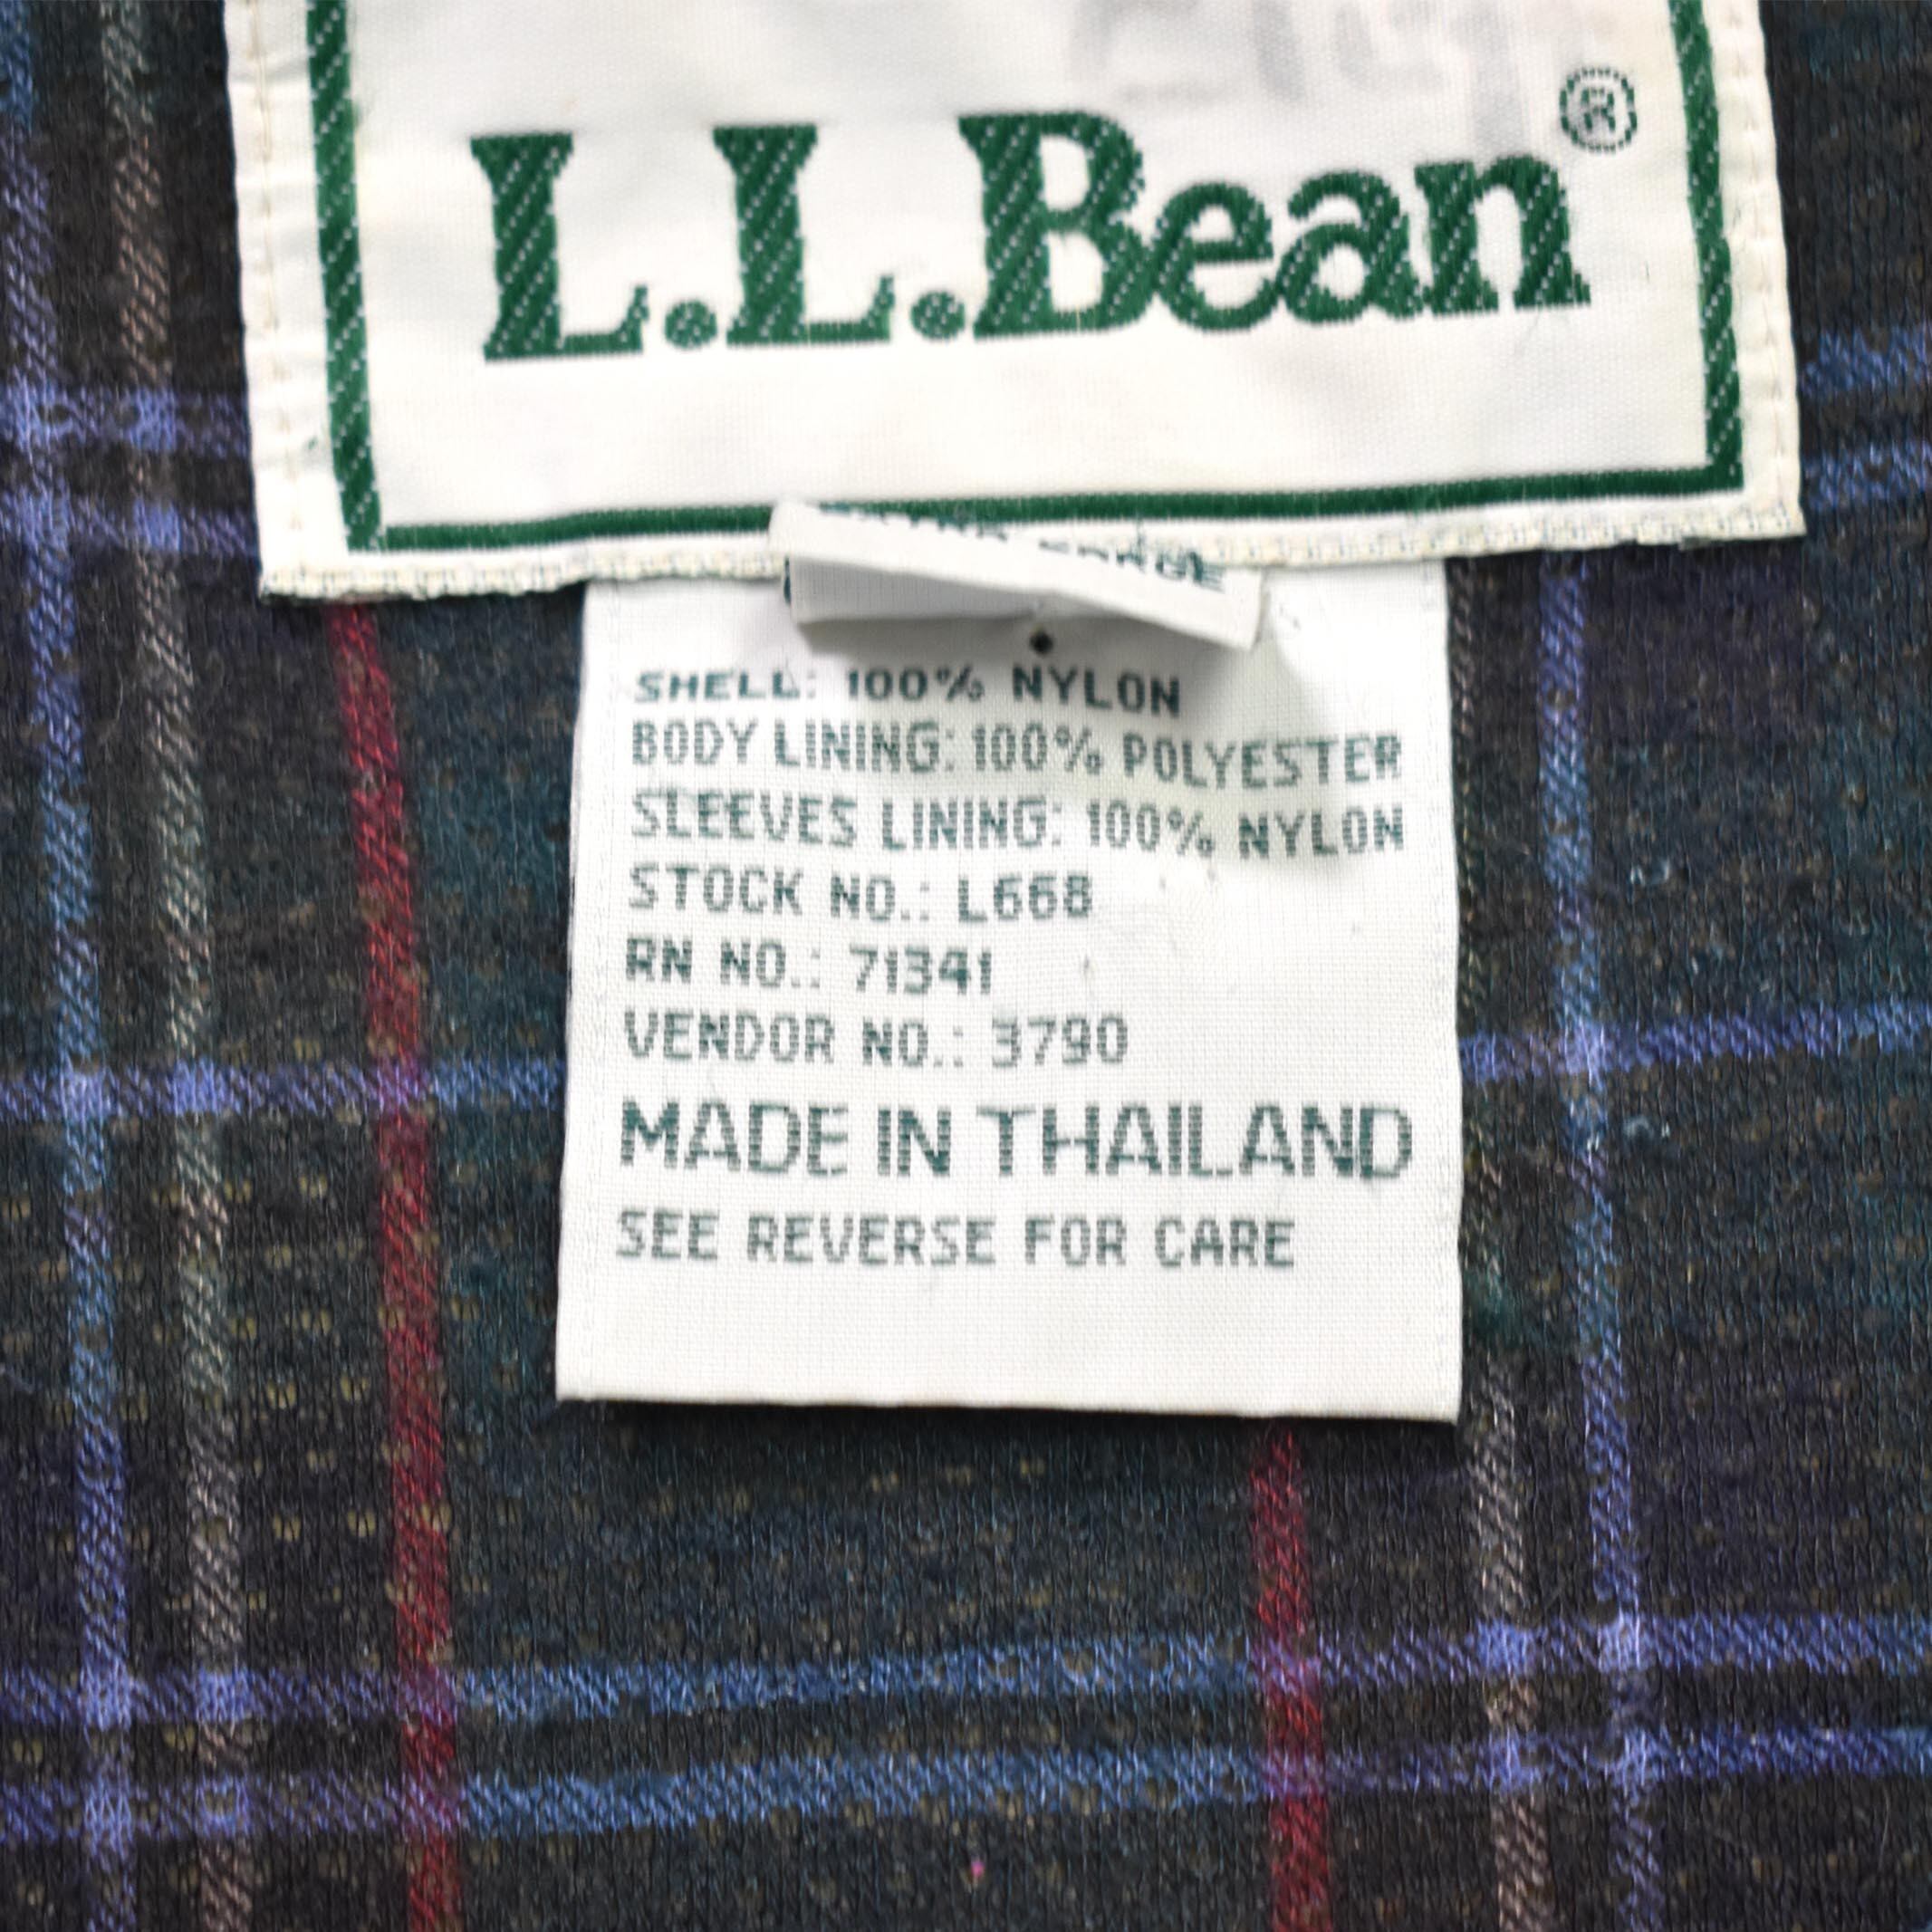 L.L.Bean®
SHELL: 100% NYLON
BODY LINING: 100% POLYESTER
SLEEVES LINING: 100% NYLON
STOCK NO.: L668
RN NO.: 71341
VENDOR NO.: 3790
MADE IN THAILAND
SEE REVERSE FOR CARE